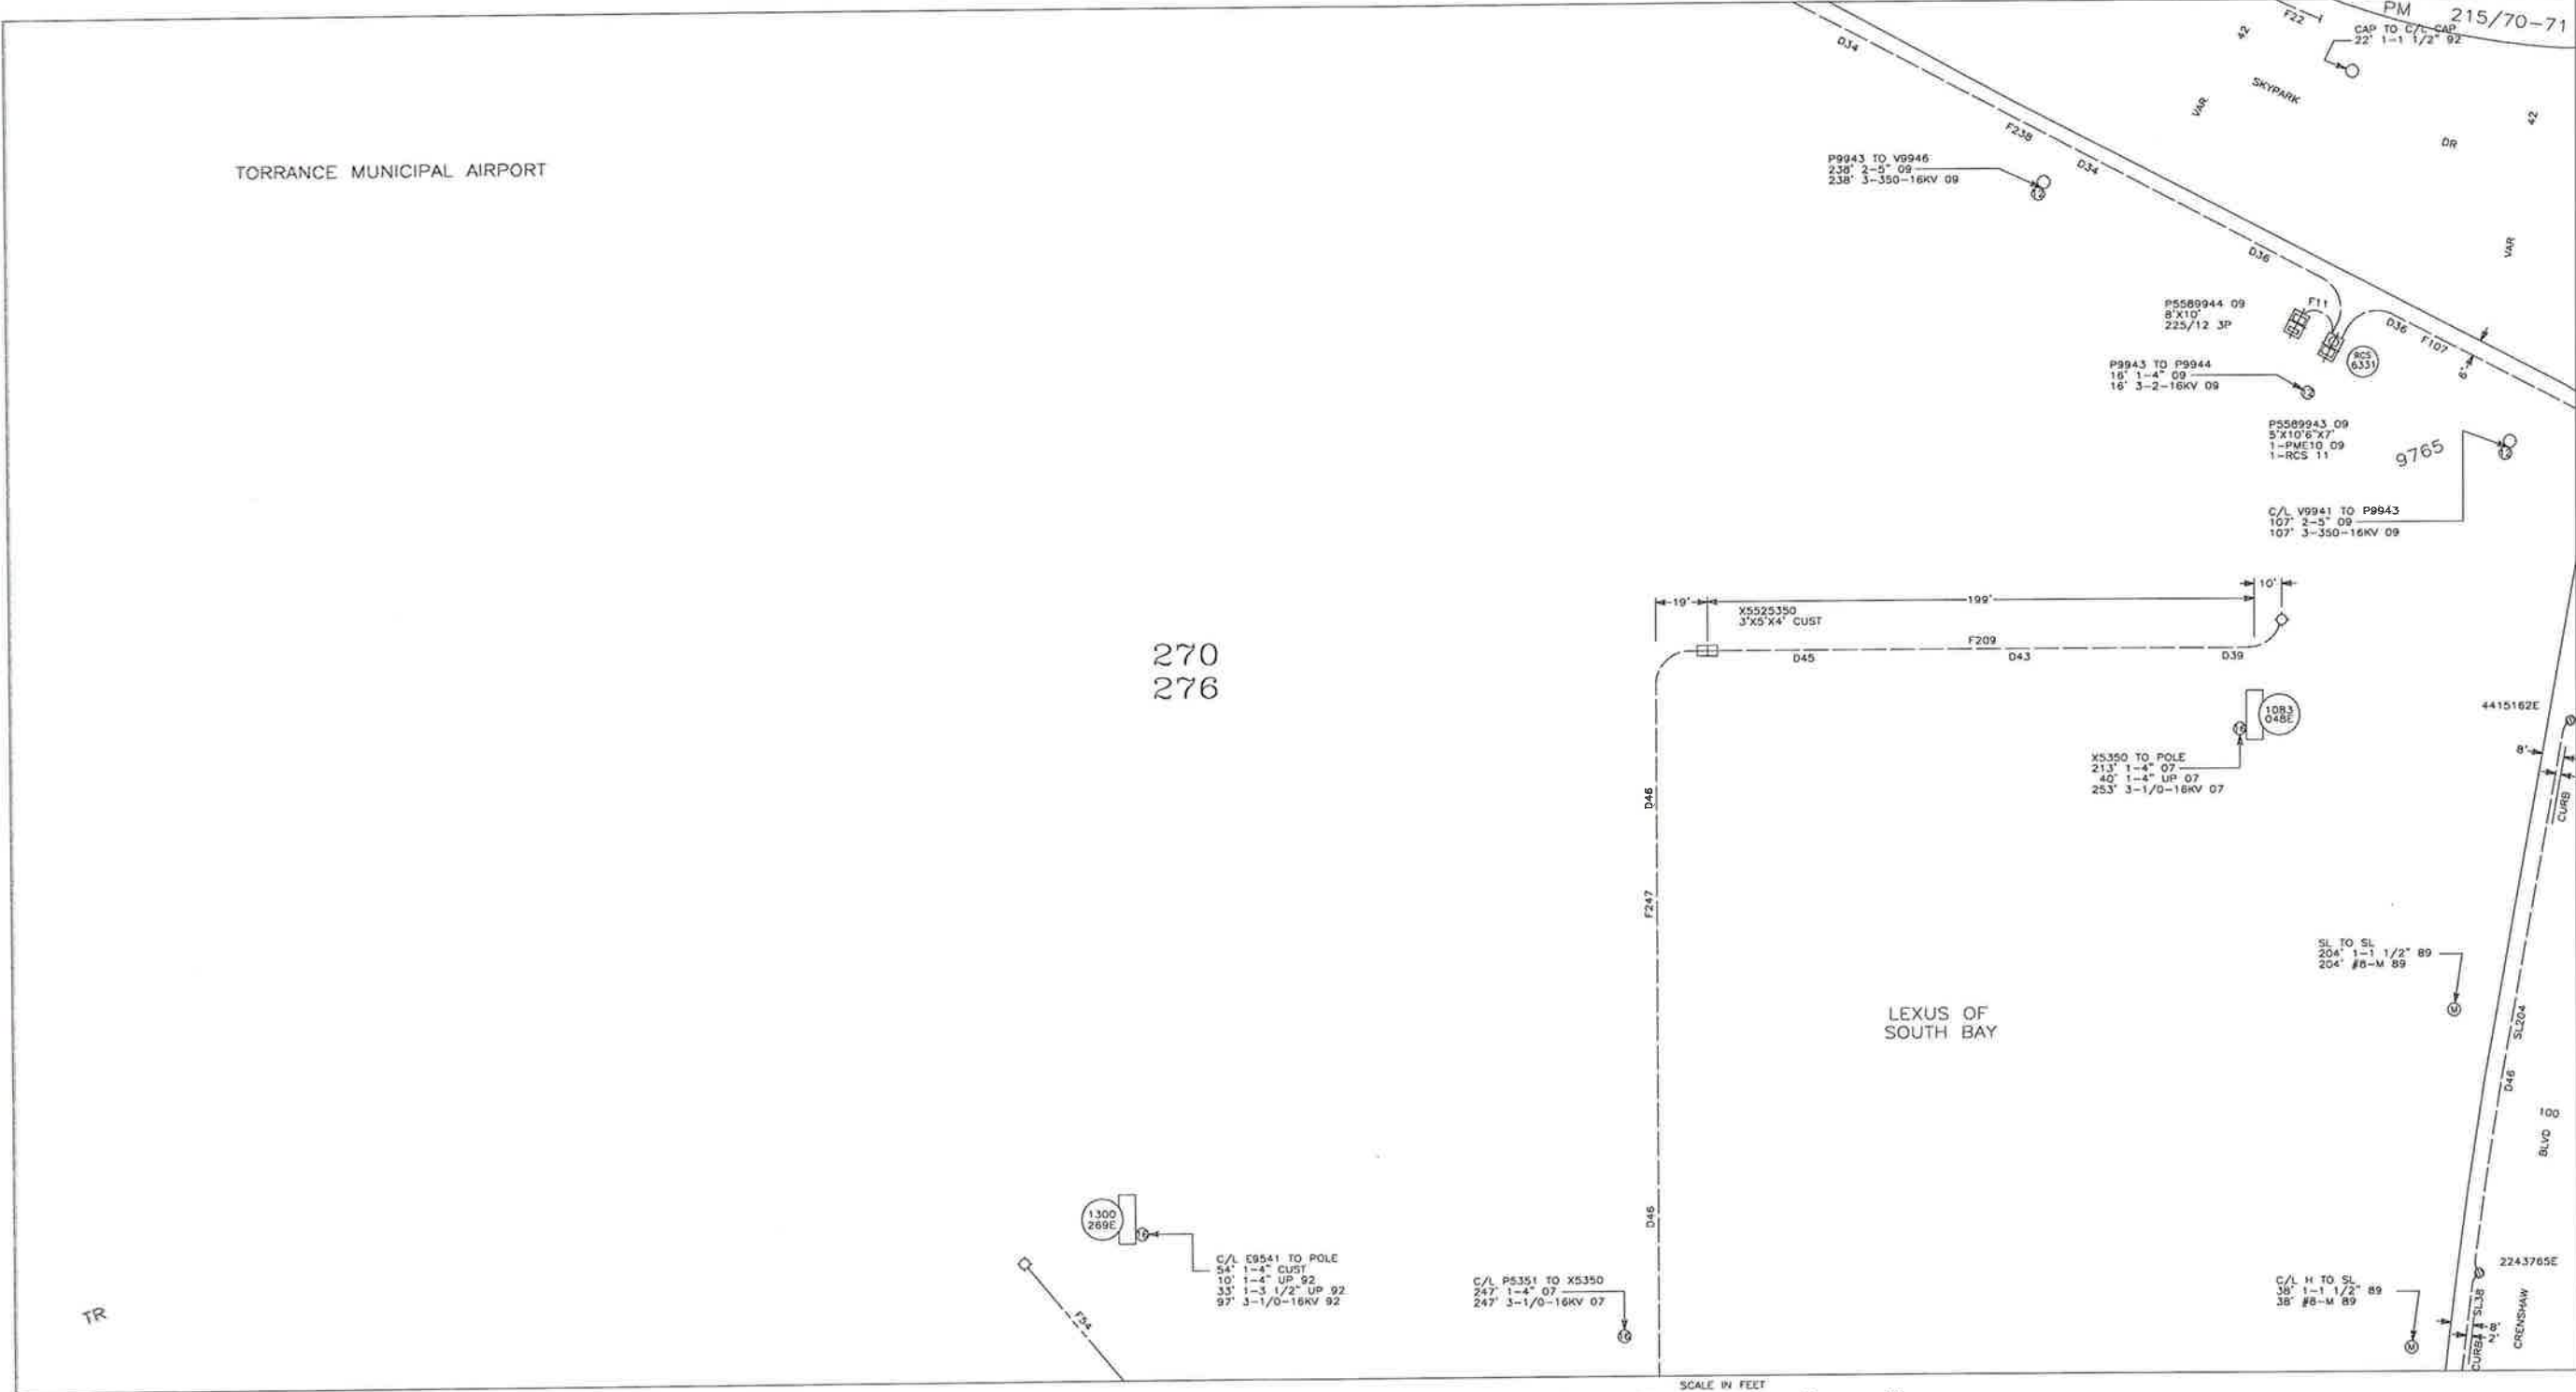 PM 215/70-71
F22
CAP TO C/L CAP
22' 1-1 1/2" 92
42
SKYPARK
VAR
42
DR
VAR
D34
F238
D34
D36
TORRANCE MUNICIPAL AIRPORT
P9943 TO V9946
238' 2-5" 09
238' 3-350-16KV 09
12
P5589944 09
8'X10'
225/12 3P
F11
D36
F107
6'
RCS
6331
P9943 TO P9944
16' 1-4" 09
16' 3-2-16KV 09
12
P5589943 09
5'X10'6"X7'
1-PME10 09
1-RCS 11
9765
12
C/L V9941 TO P9943
107' 2-5" 09
107' 3-350-16KV 09
10'
19'
199'
X5525350
3'X5'X4' CUST
F209
D45
D43
D39
270
276
10B3
048E
16
X5350 TO POLE
213' 1-4" 07
40' 1-4" UP 07
253' 3-1/0-16KV 07
4415162E
8'
CURB
D46
F247
D46
SL TO SL
204' 1-1 1/2" 89
204' #8-M 89
M
SL204
D46
LEXUS OF
SOUTH BAY
100
BLVD
1300
269E
16
C/L E9541 TO POLE
54' 1-4" CUST
10' 1-4" UP 92
33' 1-3 1/2" UP 92
97' 3-1/0-16KV 92
C/L P5351 TO X5350
247' 1-4" 07
247' 3-1/0-16KV 07
16
2243765E
C/L H TO SL
38' 1-1 1/2" 89
38' #8-M 89
M
SL38
8'
2'
CURB
CRENSHAW
TR
F54
SCALE IN FEET